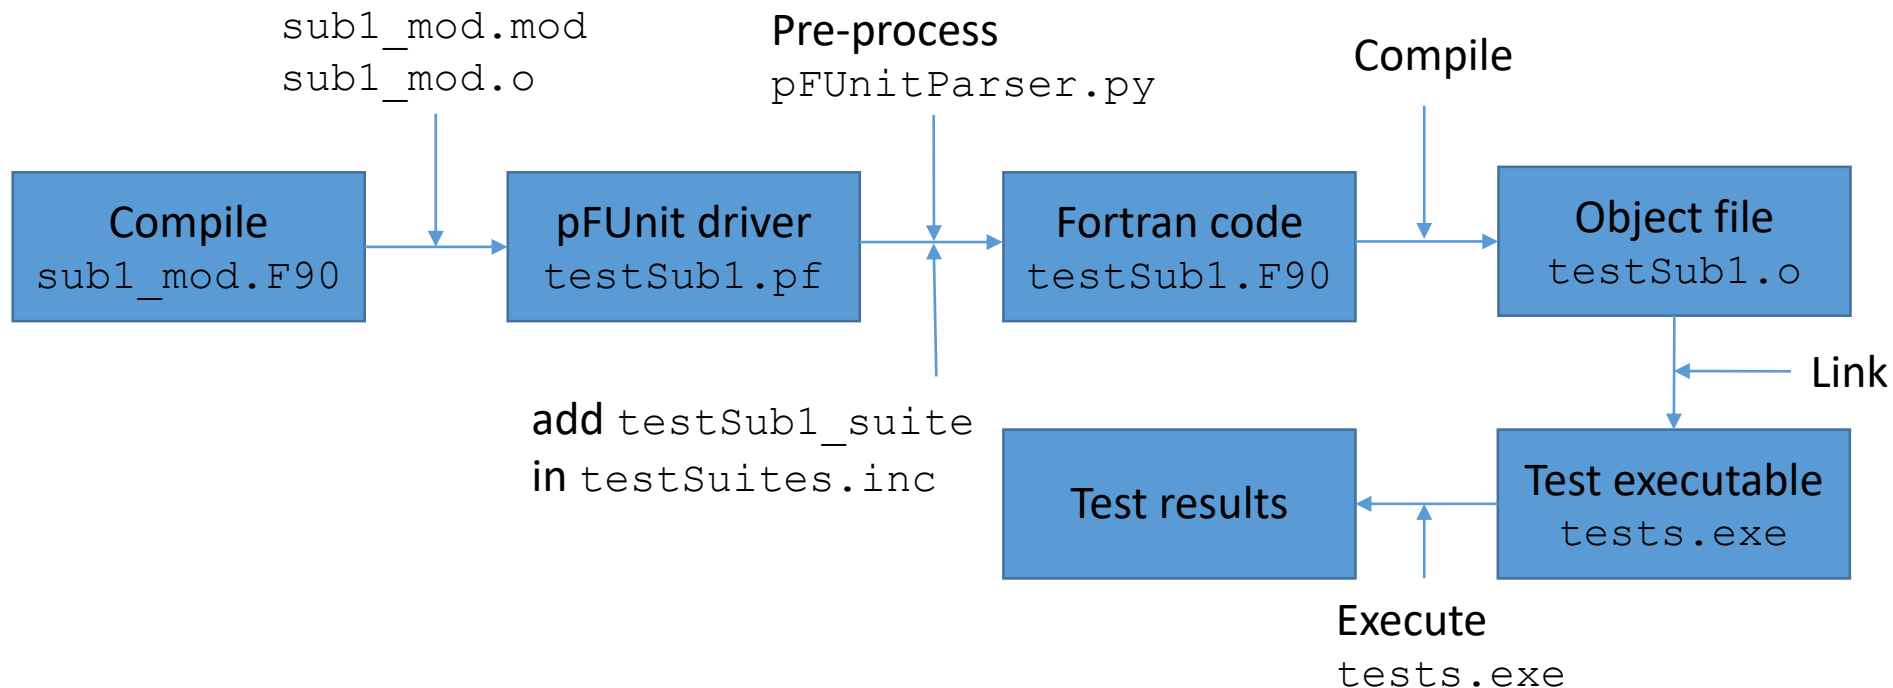 sub1_mod.mod
sub1_mod.o
Pre-process
pFUnitParser.py
Compile
Compile
sub1_mod.F90
pFUnit driver
testSub1.pf
Fortran code
testSub1.F90
Object file
testSub1.o
Link
add testSub1_suite
in testSuites.inc
Test results
Test executable
tests.exe
Execute
tests.exe